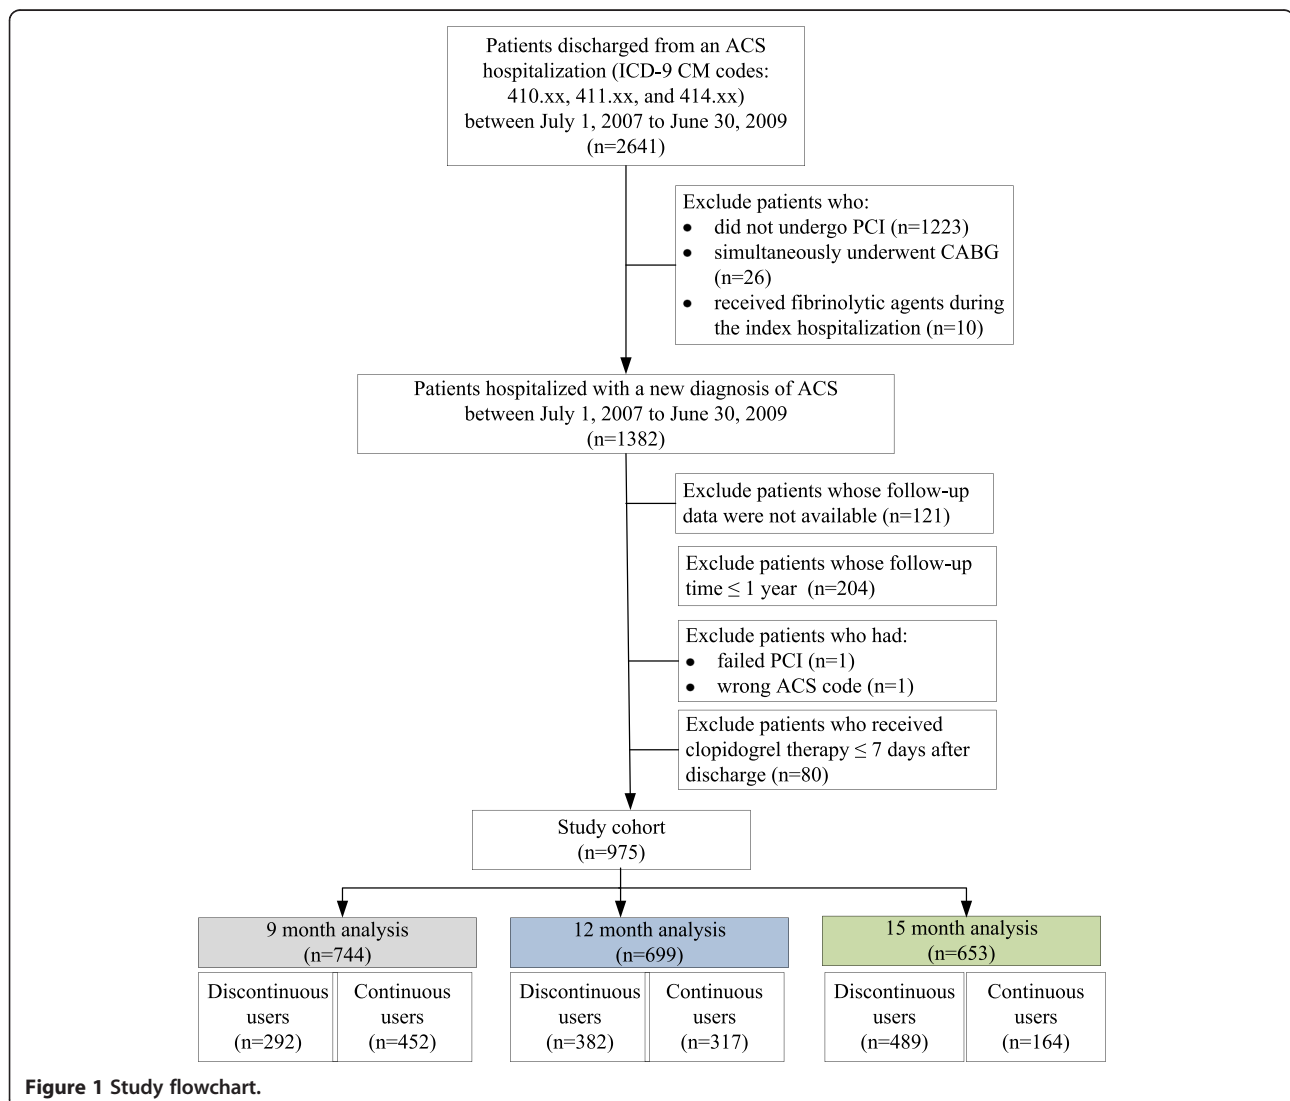 Patients discharged from an ACS
hospitalization (ICD-9 CM codes:
410.xx, 411.xx, and 414.xx)
between July 1, 2007 to June 30, 2009
(n=2641)
Exclude patients who:
● did not undergo PCI (n=1223)
● simultaneously underwent CABG
(n=26)
● received fibrinolytic agents during
the index hospitalization (n=10)
Patients hospitalized with a new diagnosis of ACS
between July 1, 2007 to June 30, 2009
(n=1382)
Exclude patients whose follow-up
data were not available (n=121)
Exclude patients whose follow-up
time ≤ 1 year (n=204)
Exclude patients who had:
● failed PCI (n=1)
● wrong ACS code (n=1)
Exclude patients who received
clopidogrel therapy ≤ 7 days after
discharge (n=80)
Study cohort
(n=975)
9 month analysis
(n=744)
Discontinuous
users
(n=292)
Continuous
users
(n=452)
12 month analysis
(n=699)
Discontinuous
users
(n=382)
Continuous
users
(n=317)
15 month analysis
(n=653)
Discontinuous
users
(n=489)
Continuous
users
(n=164)
Figure 1 Study flowchart.